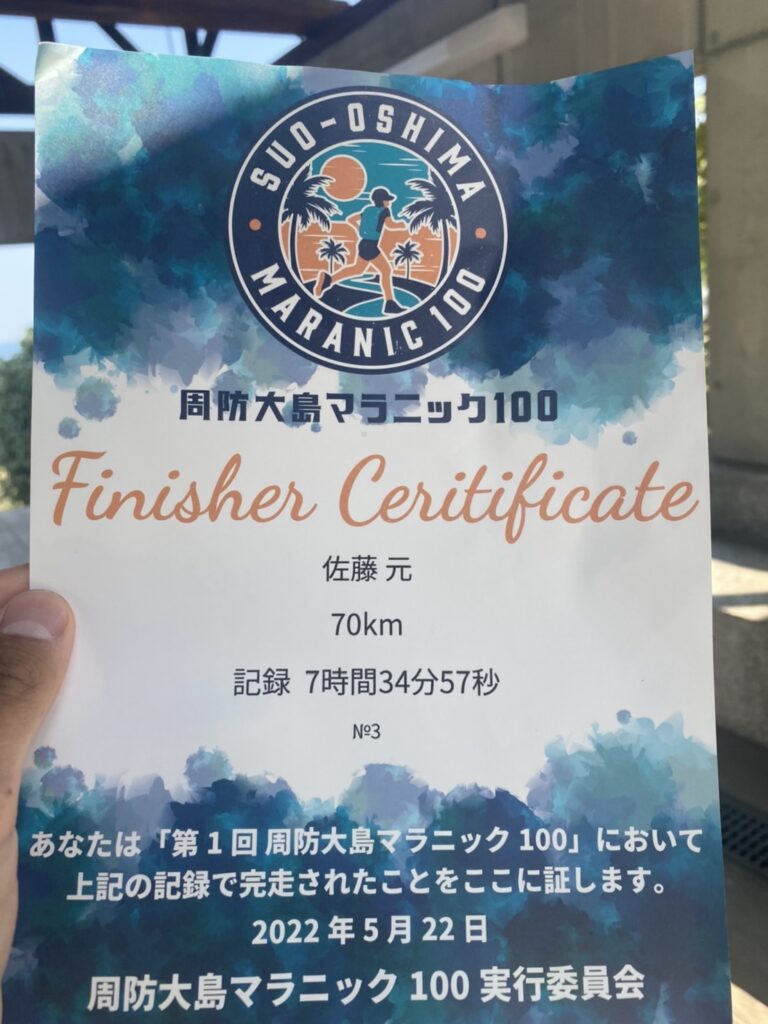 SUO-OSHIMA
MARANIC 100
周防大島マラニック100
Finisher Ceritificate
佐藤 元
70km
記録 7時間34分57秒
№3
あなたは「第1回 周防大島マラニック 100」において
上記の記録で完走されたことをここに証します。
2022 年 5 月 22 日
周防大島マラニック 100 実行委員会